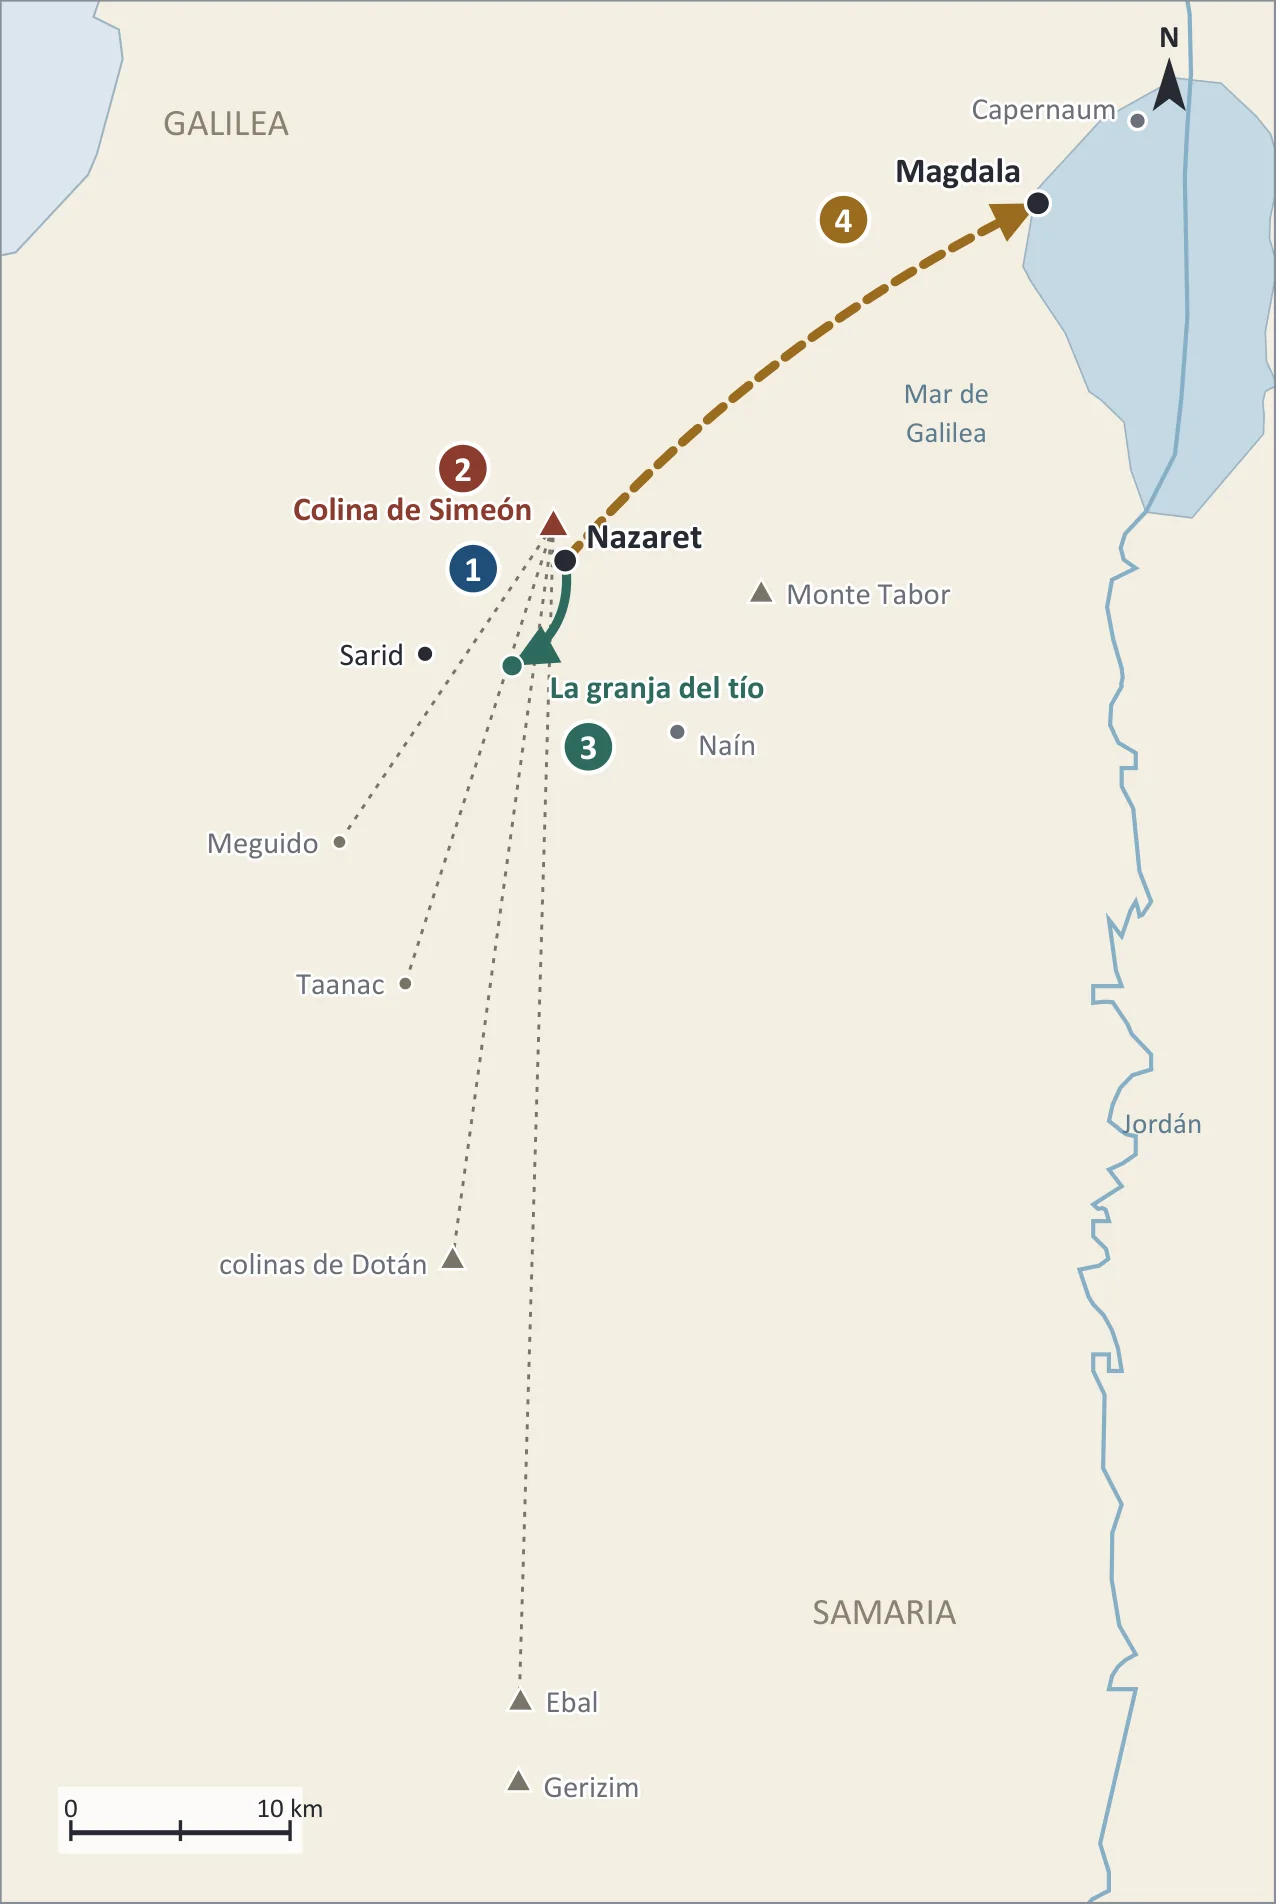 N
GALILEA
Capernaum
Magdala
4
Mar de
Galilea
2
Colina de Simeón
Nazaret
1
Monte Tabor
Sarid
La granja del tío
3
Naín
Meguido
Taanac
Jordán
colinas de Dotán
SAMARIA
Ebal
Gerizim
0 10 km